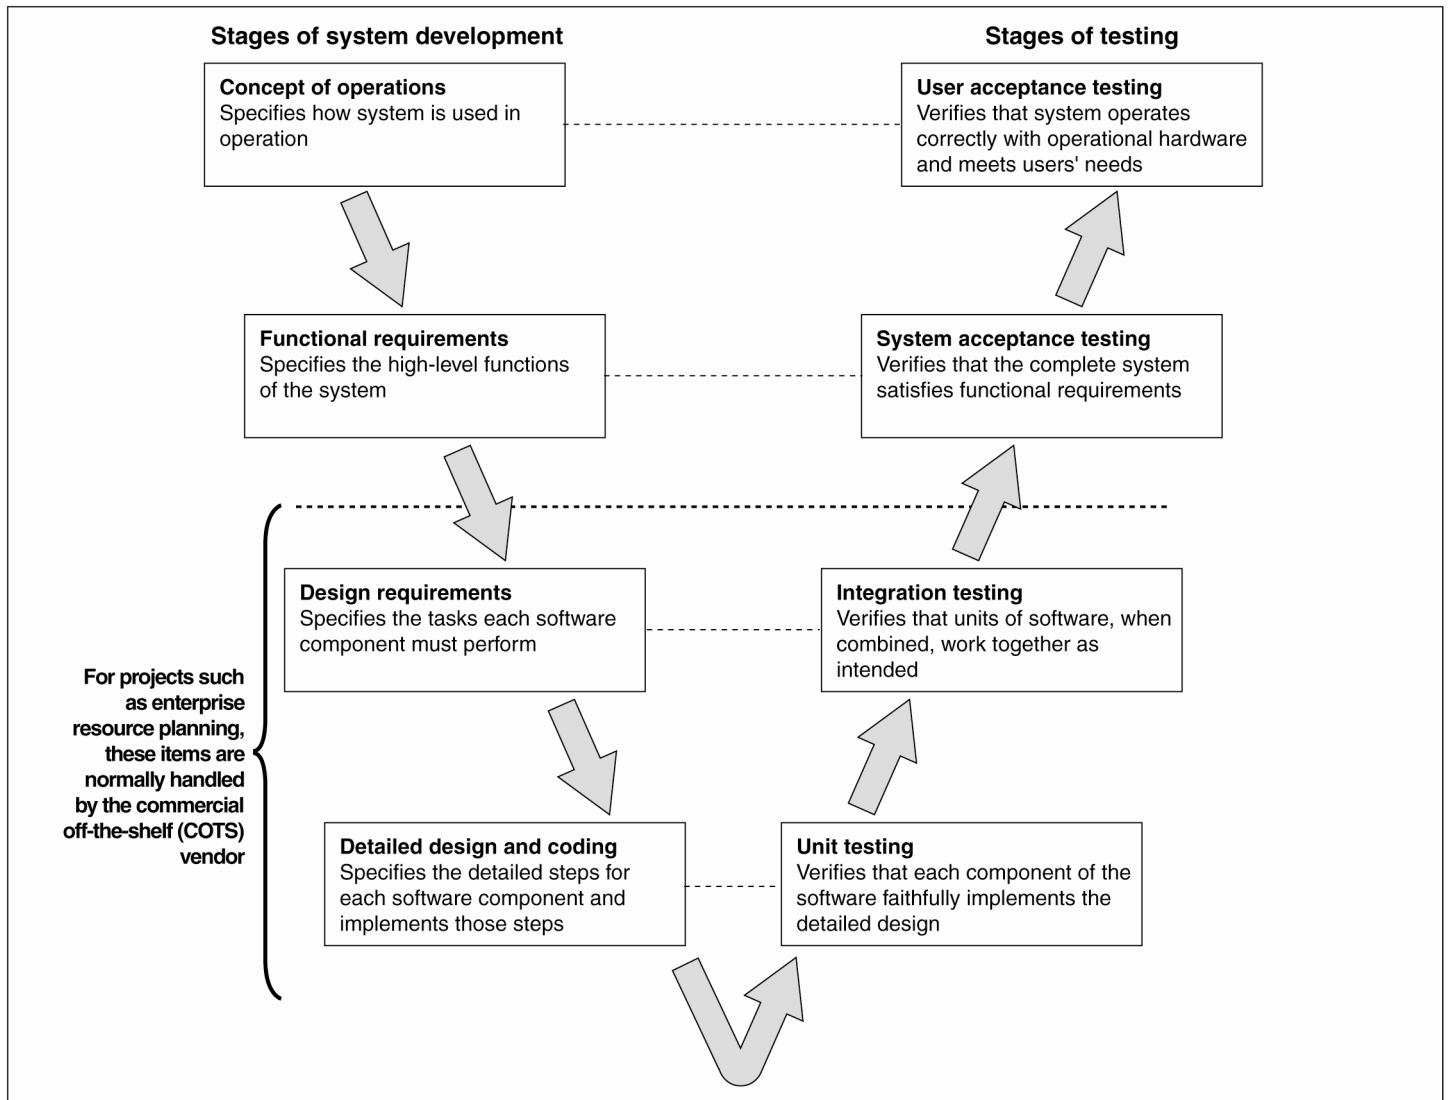 Stages of system development
Stages of testing
Concept of operations
Specifies how system is used in
operation
User acceptance testing
Verifies that system operates
correctly with operational hardware
and meets users' needs
Functional requirements
Specifies the high-level functions
of the system
System acceptance testing
Verifies that the complete system
satisfies functional requirements
Design requirements
Specifies the tasks each software
component must perform
Integration testing
Verifies that units of software, when
combined, work together as
intended
For projects such
as enterprise
resource planning,
these items are
normally handled
by the commercial
off-the-shelf (COTS)
vendor
Detailed design and coding
Specifies the detailed steps for
each software component and
implements those steps
Unit testing
Verifies that each component of the
software faithfully implements the
detailed design